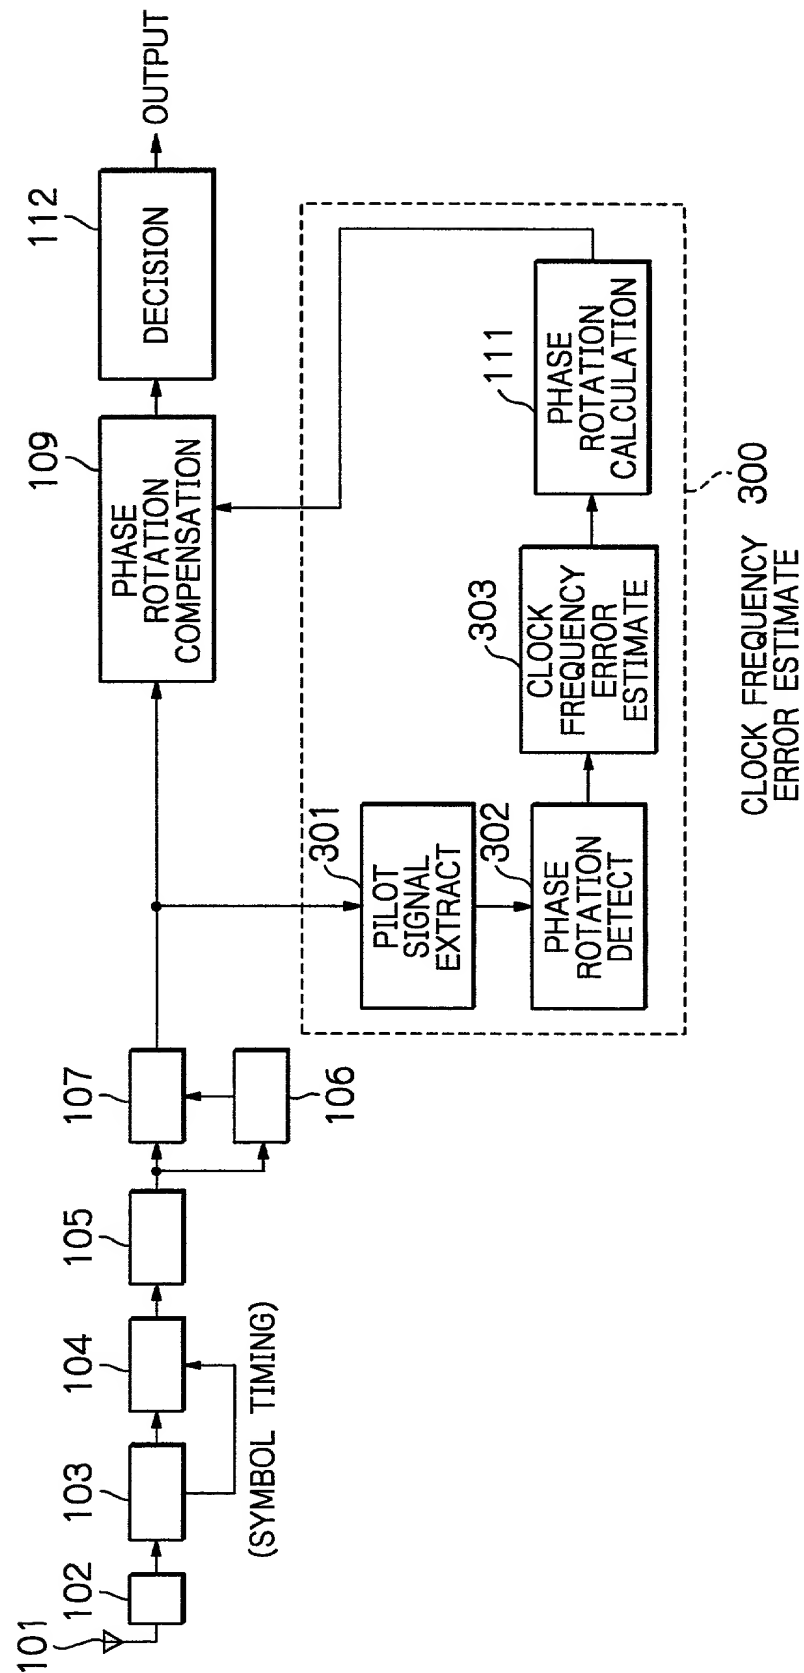 101
102
103
(SYMBOL TIMING)
104
105
107
106
109
PHASE
ROTATION
COMPENSATION
112
DECISION
OUTPUT
301
PILOT
SIGNAL
EXTRACT
302
PHASE
ROTATION
DETECT
303
CLOCK
FREQUENCY
ERROR
ESTIMATE
111
PHASE
ROTATION
CALCULATION
300
CLOCK FREQUENCY
ERROR ESTIMATE